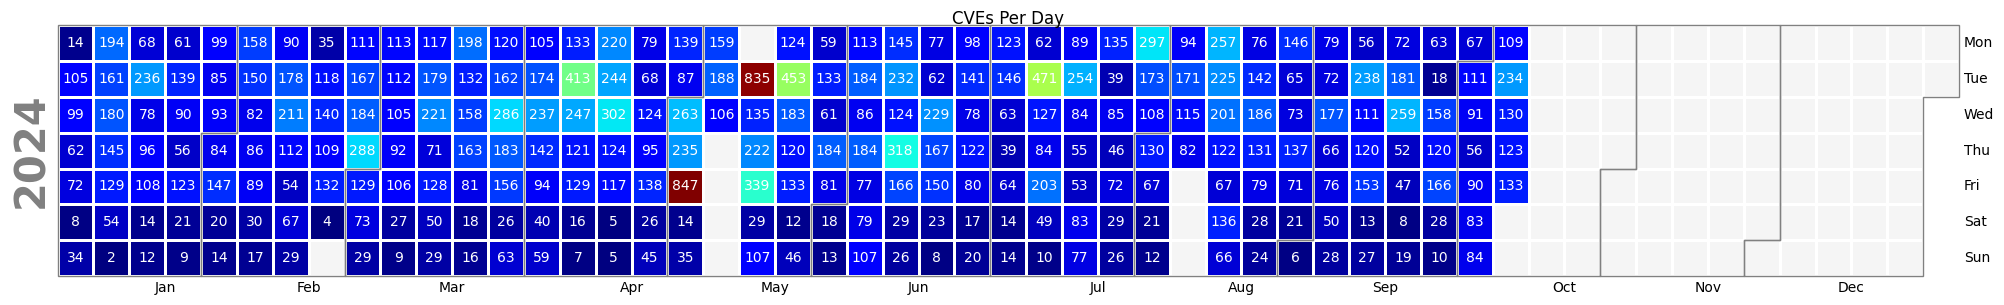 CVEs Per Day
2024
14 194 68 61 99 158 90 35 111 113 117 198 120 105 133 220 79 139 159 124 59 113 145 77 98 123 62 89 135 297 94 257 76 146 79 56 72 63 67 109 Mon
105 161 236 139 85 150 178 118 167 112 179 132 162 174 413 244 68 87 188 835 453 133 184 232 62 141 146 471 254 39 173 171 225 142 65 72 238 181 18 111 234 Tue
99 180 78 90 93 82 211 140 184 105 221 158 286 237 247 302 124 263 106 135 183 61 86 124 229 78 63 127 84 85 108 115 201 186 73 177 111 259 158 91 130 Wed
62 145 96 56 84 86 112 109 288 92 71 163 183 142 121 124 95 235 222 120 184 184 318 167 122 39 84 55 46 130 82 122 131 137 66 120 52 120 56 123 Thu
72 129 108 123 147 89 54 132 129 106 128 81 156 94 129 117 138 847 339 133 81 77 166 150 80 64 203 53 72 67 67 79 71 76 153 47 166 90 133 Fri
8 54 14 21 20 30 67 4 73 27 50 18 26 40 16 5 26 14 29 12 18 79 29 23 17 14 49 83 29 21 136 28 21 50 13 8 28 83 Sat
34 2 12 9 14 17 29 29 9 29 16 63 59 7 5 45 35 107 46 13 107 26 8 20 14 10 77 26 12 66 24 6 28 27 19 10 84 Sun
Jan Feb Mar Apr May Jun Jul Aug Sep Oct Nov Dec